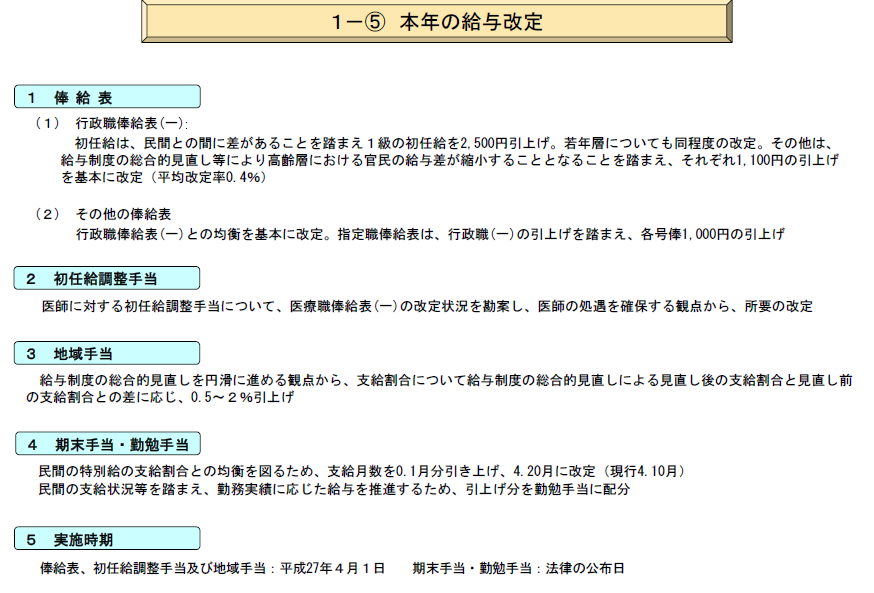 1－⑤ 本年の給与改定
1 俸 給 表
（１） 行政職俸給表(一)：
初任給は、民間との間に差があることを踏まえ１級の初任給を2,500円引上げ。若年層についても同程度の改定。その他は、
給与制度の総合的見直し等により高齢層における官民の給与差が縮小することとなることを踏まえ、それぞれ1,100円の引上げ
を基本に改定（平均改定率0.4％）
（２） その他の俸給表
行政職俸給表(一)との均衡を基本に改定。指定職俸給表は、行政職(一)の引上げを踏まえ、各号俸1,000円の引上げ
2 初任給調整手当
医師に対する初任給調整手当について、医療職俸給表(一)の改定状況を勘案し、医師の処遇を確保する観点から、所要の改定
3 地域手当
給与制度の総合的見直しを円滑に進める観点から、支給割合について給与制度の総合的見直しによる見直し後の支給割合と見直し前
の支給割合との差に応じ、0.5～２％引上げ
4 期末手当・勤勉手当
民間の特別給の支給割合との均衡を図るため、支給月数を0.1月分引き上げ、4.20月に改定（現行4.10月）
民間の支給状況等を踏まえ、勤務実績に応じた給与を推進するため、引上げ分を勤勉手当に配分
5 実施時期
俸給表、初任給調整手当及び地域手当：平成27年４月１日 期末手当・勤勉手当：法律の公布日